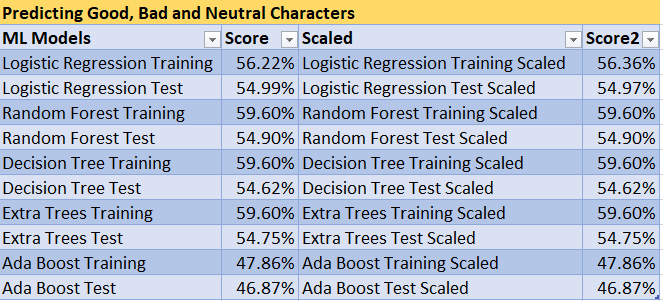 Predicting Good, Bad and Neutral Characters
ML Models Score Scaled Score2
Logistic Regression Training 56.22% Logistic Regression Training Scaled 56.36%
Logistic Regression Test 54.99% Logistic Regression Test Scaled 54.97%
Random Forest Training 59.60% Random Forest Training Scaled 59.60%
Random Forest Test 54.90% Random Forest Test Scaled 54.90%
Decision Tree Training 59.60% Decision Tree Training Scaled 59.60%
Decision Tree Test 54.62% Decision Tree Test Scaled 54.62%
Extra Trees Training 59.60% Extra Trees Training Scaled 59.60%
Extra Trees Test 54.75% Extra Trees Test Scaled 54.75%
Ada Boost Training 47.86% Ada Boost Training Scaled 47.86%
Ada Boost Test 46.87% Ada Boost Test Scaled 46.87%